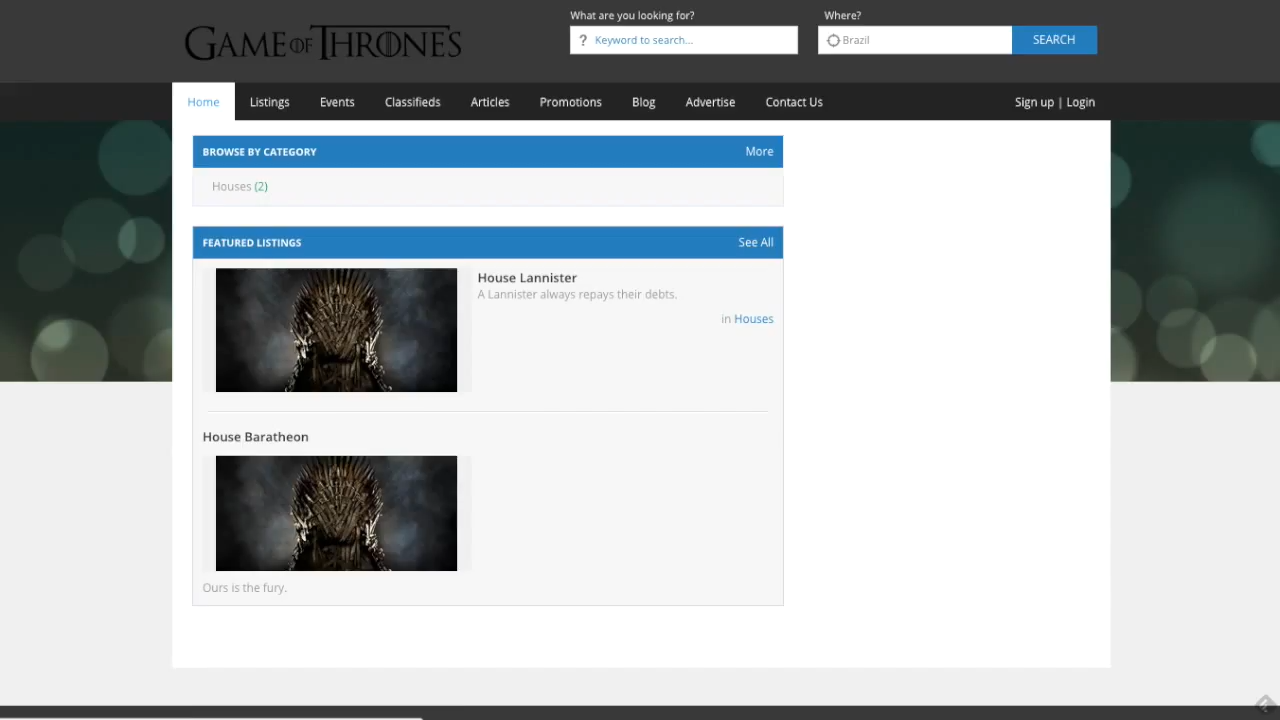 GAME OF THRONES
What are you looking for?
Where?
? Keyword to search...
Brazil
SEARCH
Home Listings Events Classifieds Articles Promotions Blog Advertise Contact Us Sign up | Login
BROWSE BY CATEGORY More
Houses (2)
FEATURED LISTINGS See All
House Lannister
A Lannister always repays their debts.
in Houses
House Baratheon
Ours is the fury.